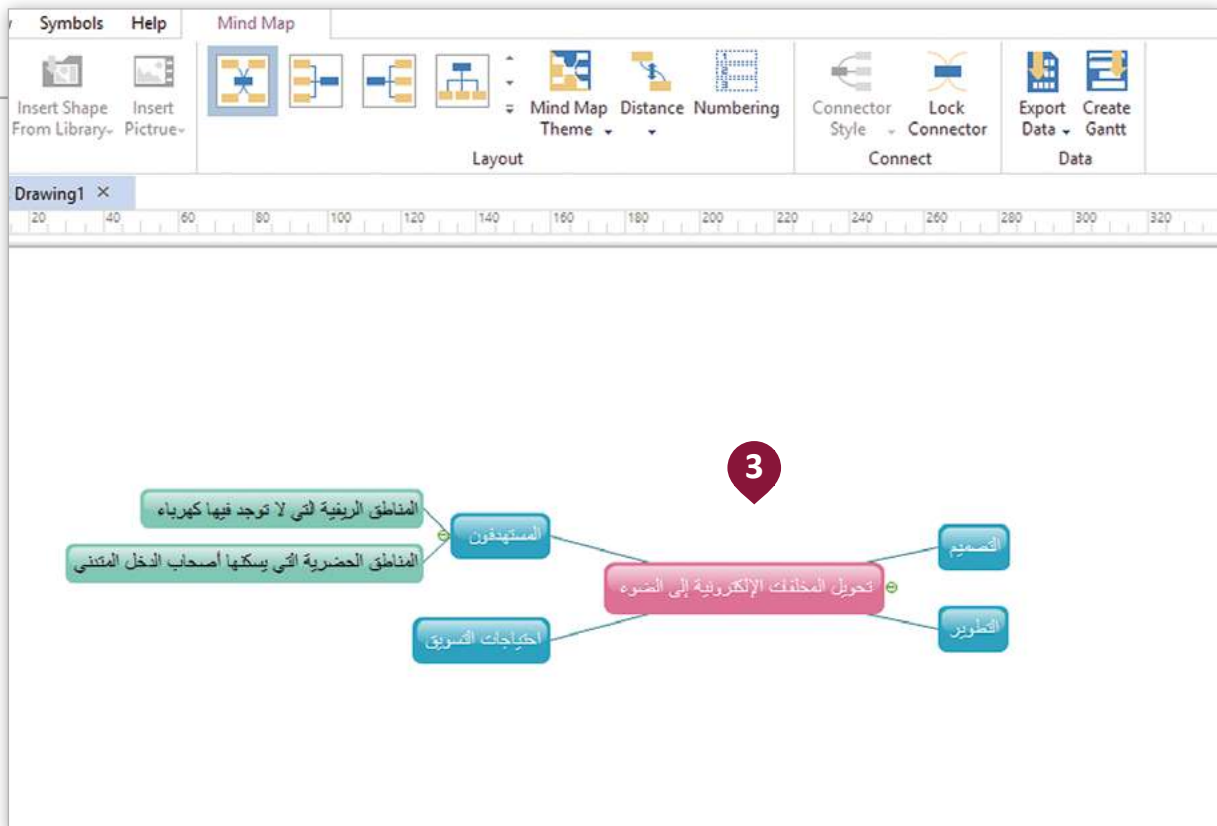 Symbols Help Mind Map
Insert Shape From Library
Insert Pictrue
Mind Map Theme
Distance
Numbering
Layout
Connector Style
Lock Connector
Connect
Export Data
Create Gantt
Data
Drawing1
20 40 60 80 100 120 140 160 180 200 220 240 260 280 300 320
3
التصميم
التطوير
تحويل المخلفات الإلكترونية إلى الضوء
المستهدفون
المناطق الريفية التي لا توجد فيها كهرباء
المناطق الحضرية التي يسكنها أصحاب الدخل المتدني
احتياجات التسويق